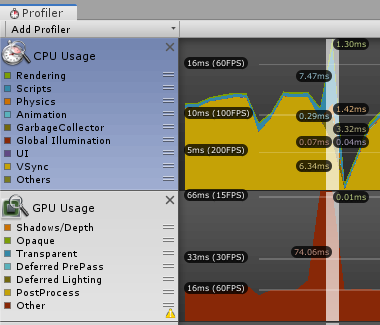 Profiler
Add Profiler
CPU Usage
Rendering
Scripts
Physics
Animation
GarbageCollector
Global Illumination
UI
VSync
Others
16ms (60FPS)
10ms (100FPS)
5ms (200FPS)
1.30ms
7.47ms
1.42ms
0.29ms
3.32ms
0.07ms
0.04ms
6.34ms
0.01ms
GPU Usage
Shadows/Depth
Opaque
Transparent
Deferred PrePass
Deferred Lighting
PostProcess
Other
66ms (15FPS)
33ms (30FPS)
16ms (60FPS)
74.06ms